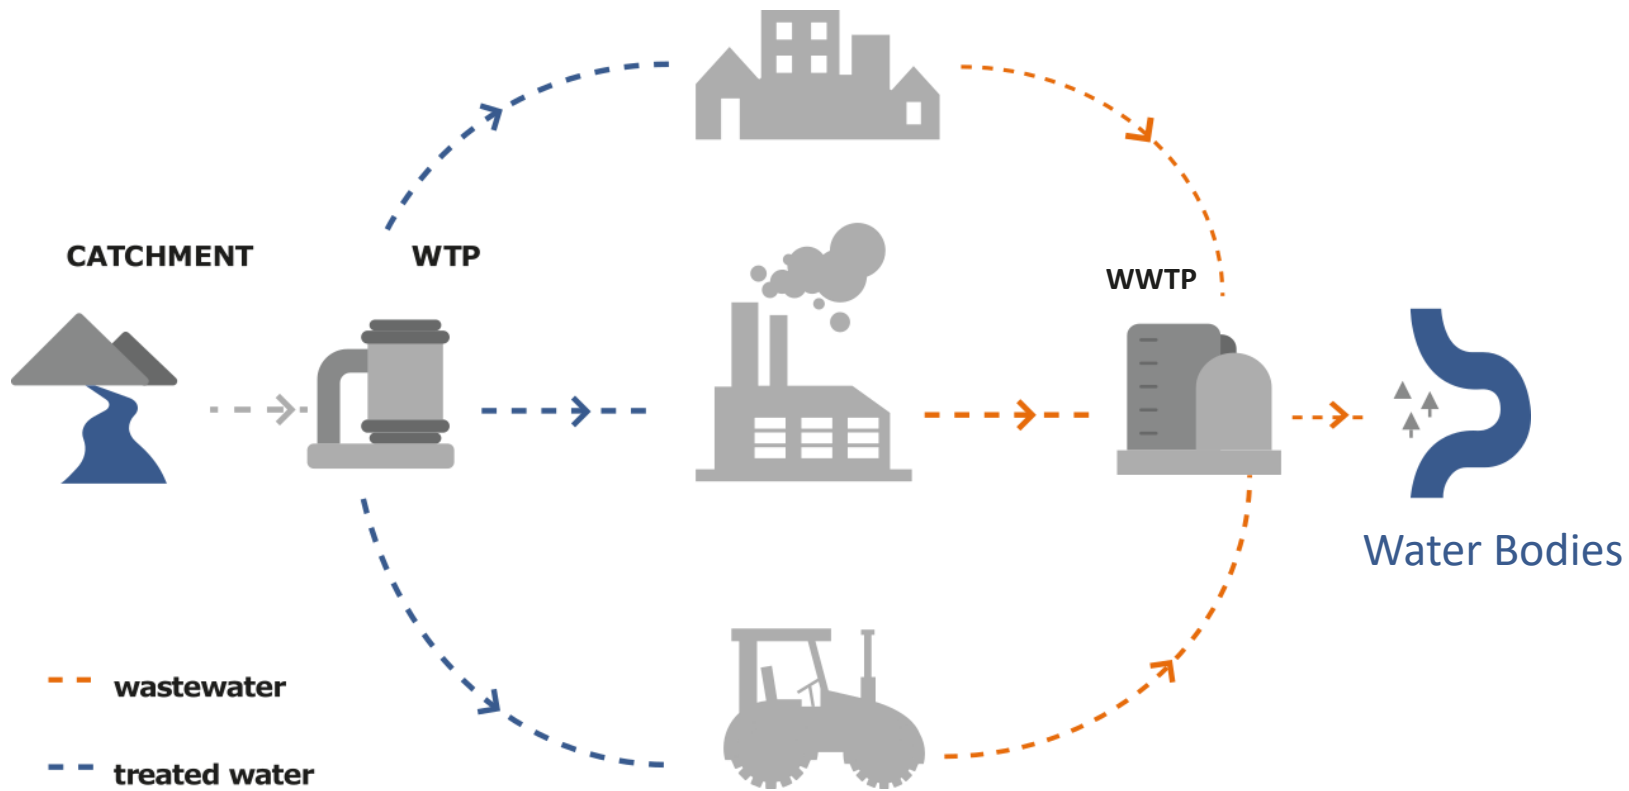 CATCHMENT
WTP
WWTP
Water Bodies
wastewater
treated water